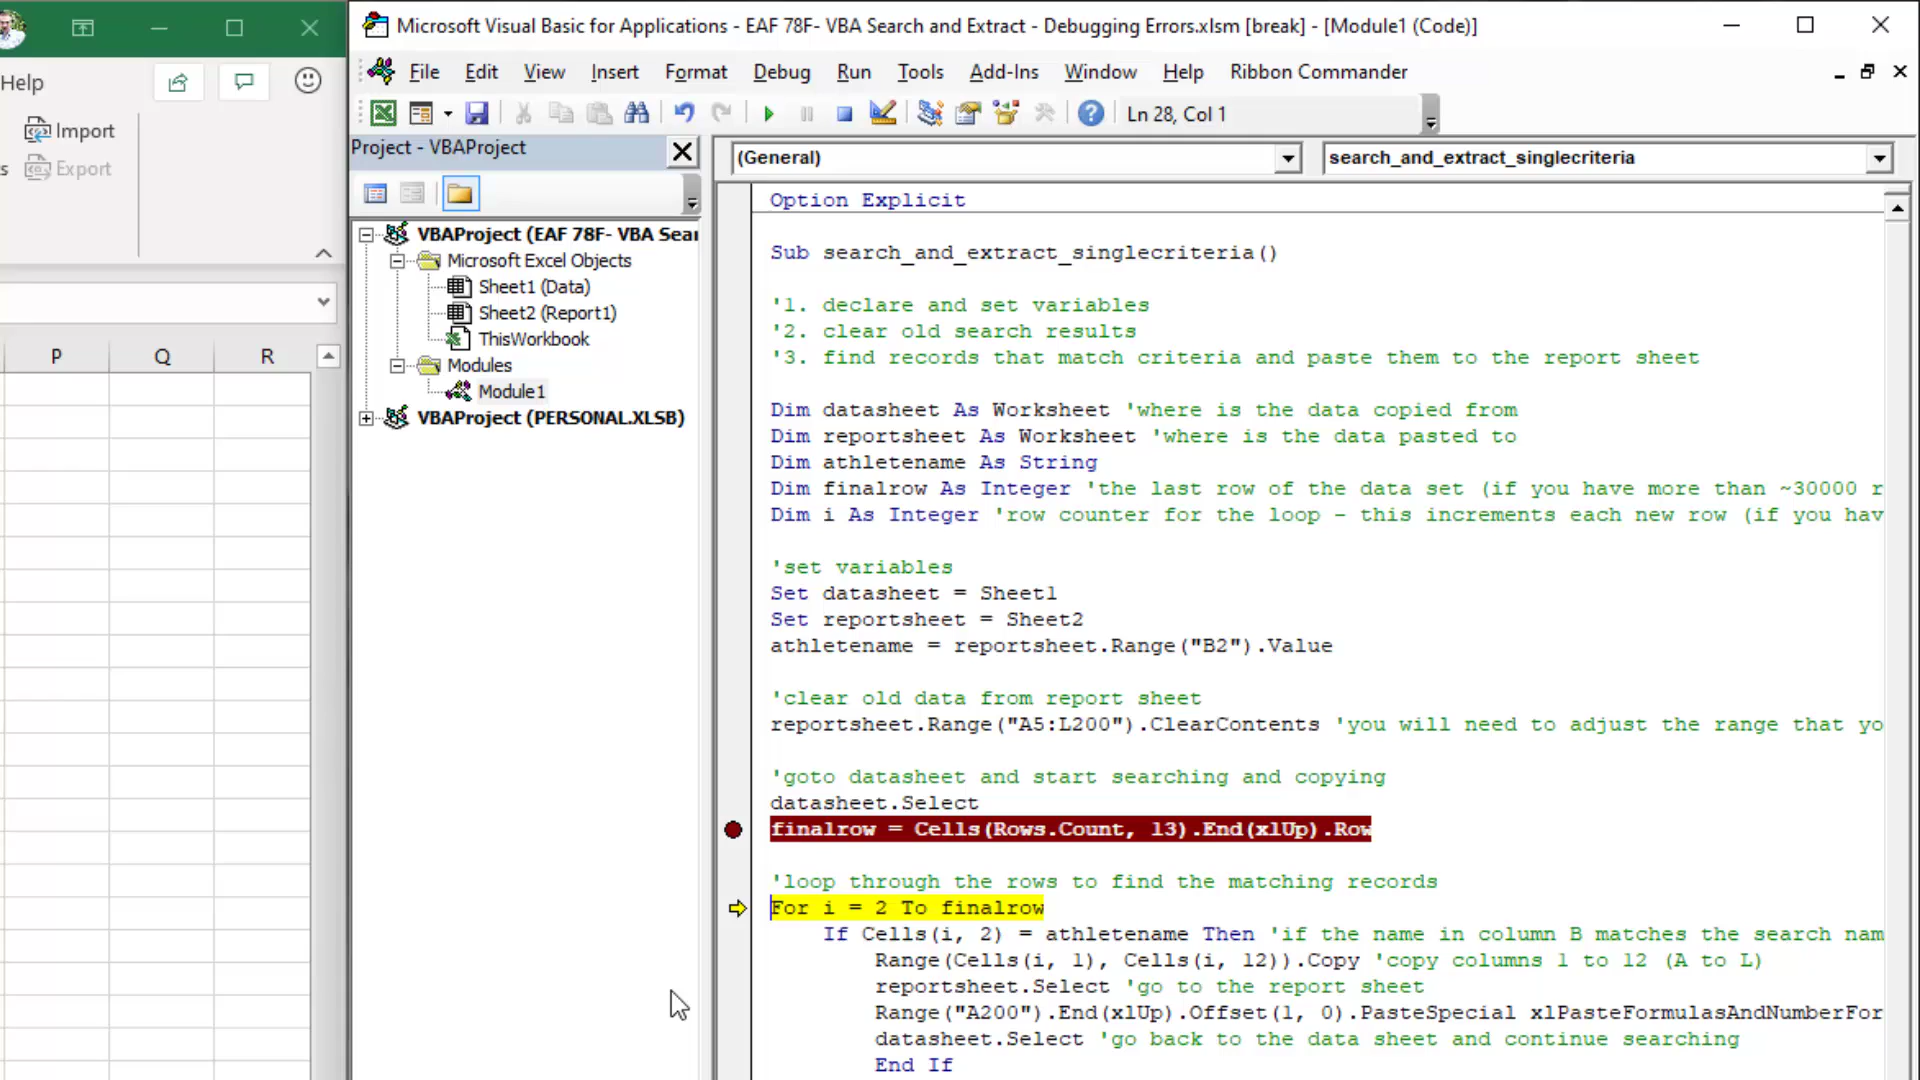 Microsoft Visual Basic for Applications - EAF 78F- VBA Search and Extract - Debugging Errors.xlsm [break] - [Module1 (Code)]
Help
File Edit View Insert Format Debug Run Tools Add-Ins Window Help Ribbon Commander
Import
s Export
Ln 28, Col 1
Project - VBAProject
(General)
search_and_extract_singlecriteria
P Q R
VBAProject (EAF 78F- VBA Sear
Microsoft Excel Objects
Sheet1 (Data)
Sheet2 (Report1)
ThisWorkbook
Modules
Module1
VBAProject (PERSONAL.XLSB)
Option Explicit
Sub search_and_extract_singlecriteria()
'1. declare and set variables
'2. clear old search results
'3. find records that match criteria and paste them to the report sheet
Dim datasheet As Worksheet 'where is the data copied from
Dim reportsheet As Worksheet 'where is the data pasted to
Dim athletename As String
Dim finalrow As Integer 'the last row of the data set (if you have more than ~30000 r
Dim i As Integer 'row counter for the loop - this increments each new row (if you hav
'set variables
Set datasheet = Sheet1
Set reportsheet = Sheet2
athletename = reportsheet.Range("B2").Value
'clear old data from report sheet
reportsheet.Range("A5:L200").ClearContents 'you will need to adjust the range that yo
'goto datasheet and start searching and copying
datasheet.Select
finalrow = Cells(Rows.Count, 13).End(xlUp).Row
'loop through the rows to find the matching records
For i = 2 To finalrow
If Cells(i, 2) = athletename Then 'if the name in column B matches the search nam
Range(Cells(i, 1), Cells(i, 12)).Copy 'copy columns 1 to 12 (A to L)
reportsheet.Select 'go to the report sheet
Range("A200").End(xlUp).Offset(1, 0).PasteSpecial xlPasteFormulasAndNumberFor
datasheet.Select 'go back to the data sheet and continue searching
End If